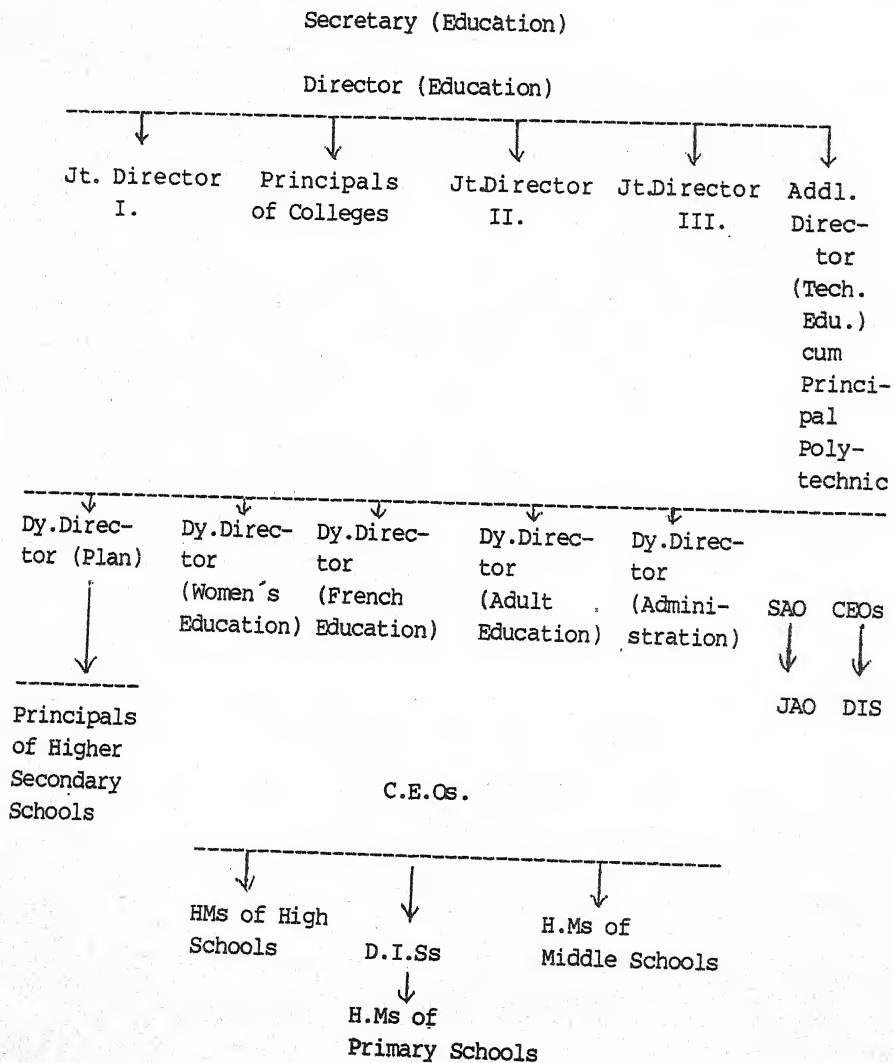 Secretary (Education)
Director (Education)
Jt. Director
I.
Principals
of Colleges
Jt.Director
II.
Jt.Director
III.
Addl.
Direc-
tor
(Tech.
Edu.)
cum
Princi-
pal
Poly-
technic
Dy.Direc-
tor (Plan)
Dy.Direc-
tor
(Women's
Education)
Dy.Direc-
tor
(French
Education)
Dy.Direc-
tor
(Adult
Education)
Dy.Direc-
tor
(Admini-
stration)
SAO
CEOs
JAO
DIS
Principals
of Higher
Secondary
Schools
C.E.Os.
HMs of High
Schools
D.I.Ss
H.Ms of
Middle Schools
H.Ms of
Primary Schools